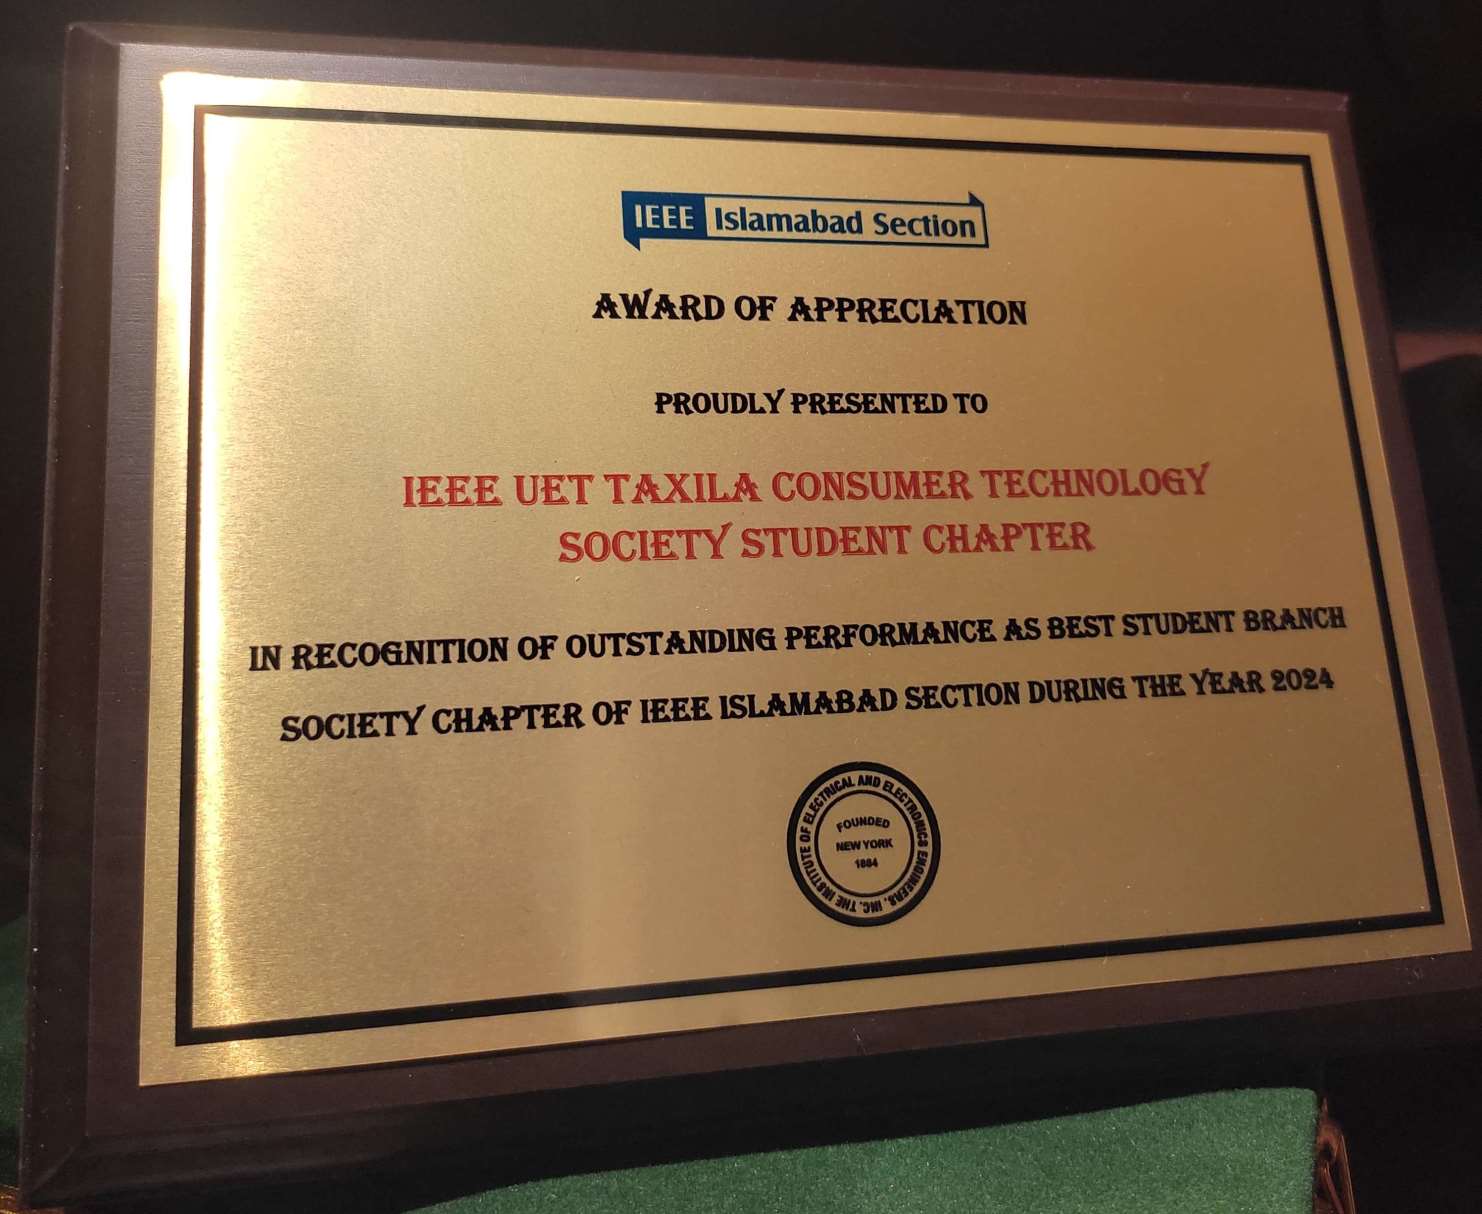 IEEE Islamabad Section
AWARD OF APPRECIATION
PROUDLY PRESENTED TO
IEEE UET TAXILA CONSUMER TECHNOLOGY
SOCIETY STUDENT CHAPTER
IN RECOGNITION OF OUTSTANDING PERFORMANCE AS BEST STUDENT BRANCH
SOCIETY CHAPTER OF IEEE ISLAMABAD SECTION DURING THE YEAR 2024
THE INSTITUTE OF ELECTRICAL AND ELECTRONICS ENGINEERS, INC.
FOUNDED
NEW YORK
1884